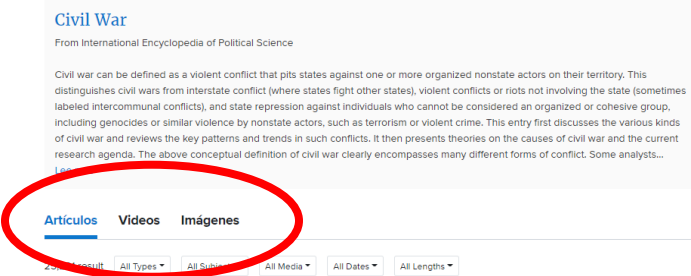 Civil War
From International Encyclopedia of Political Science
Civil war can be defined as a violent conflict that pits states against one or more organized nonstate actors on their territory. This
distinguishes civil wars from interstate conflict (where states fight other states), violent conflicts or riots not involving the state (sometimes
labeled intercommunal conflicts), and state repression against individuals who cannot be considered an organized or cohesive group,
including genocides or similar violence by nonstate actors, such as terrorism or violent crime. This entry first discusses the various kinds
of civil war and reviews the key patterns and trends in such conflicts. It then presents theories on the causes of civil war and the current
research agenda. The above conceptual definition of civil war clearly encompasses many different forms of conflict. Some analysts...
Artículos Videos Imágenes
result All Types All Media All Dates All Lengths